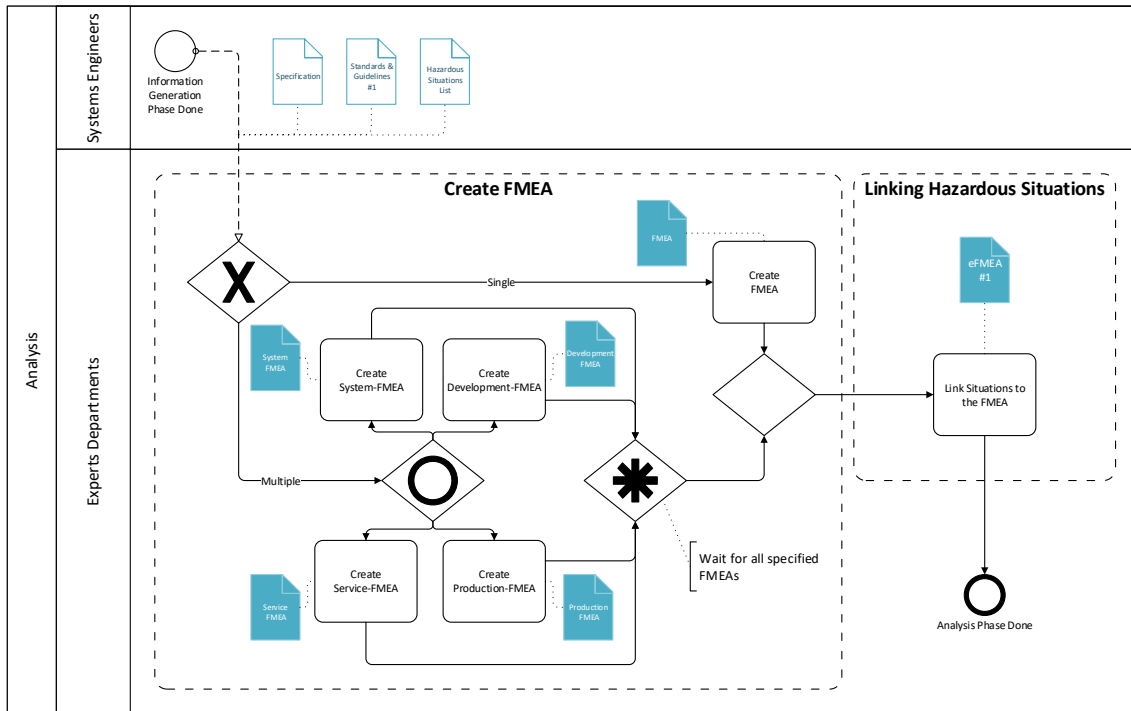 Analysis
Systems Engineers
Experts Departments
Information
Generation
Phase Done
Specification
Standards &
Guidelines
#1
Hazardous
Situations
List
Create FMEA
Linking Hazardous Situations
FMEA
Create
FMEA
eFMEA
#1
X
Single
System
FMEA
Create
System-FMEA
Create
Development-FMEA
Development
FMEA
Link Situations to
the FMEA
Multiple
Wait for all specified
FMEAs
Service
FMEA
Create
Service-FMEA
Create
Production-FMEA
Production
FMEA
Analysis Phase Done